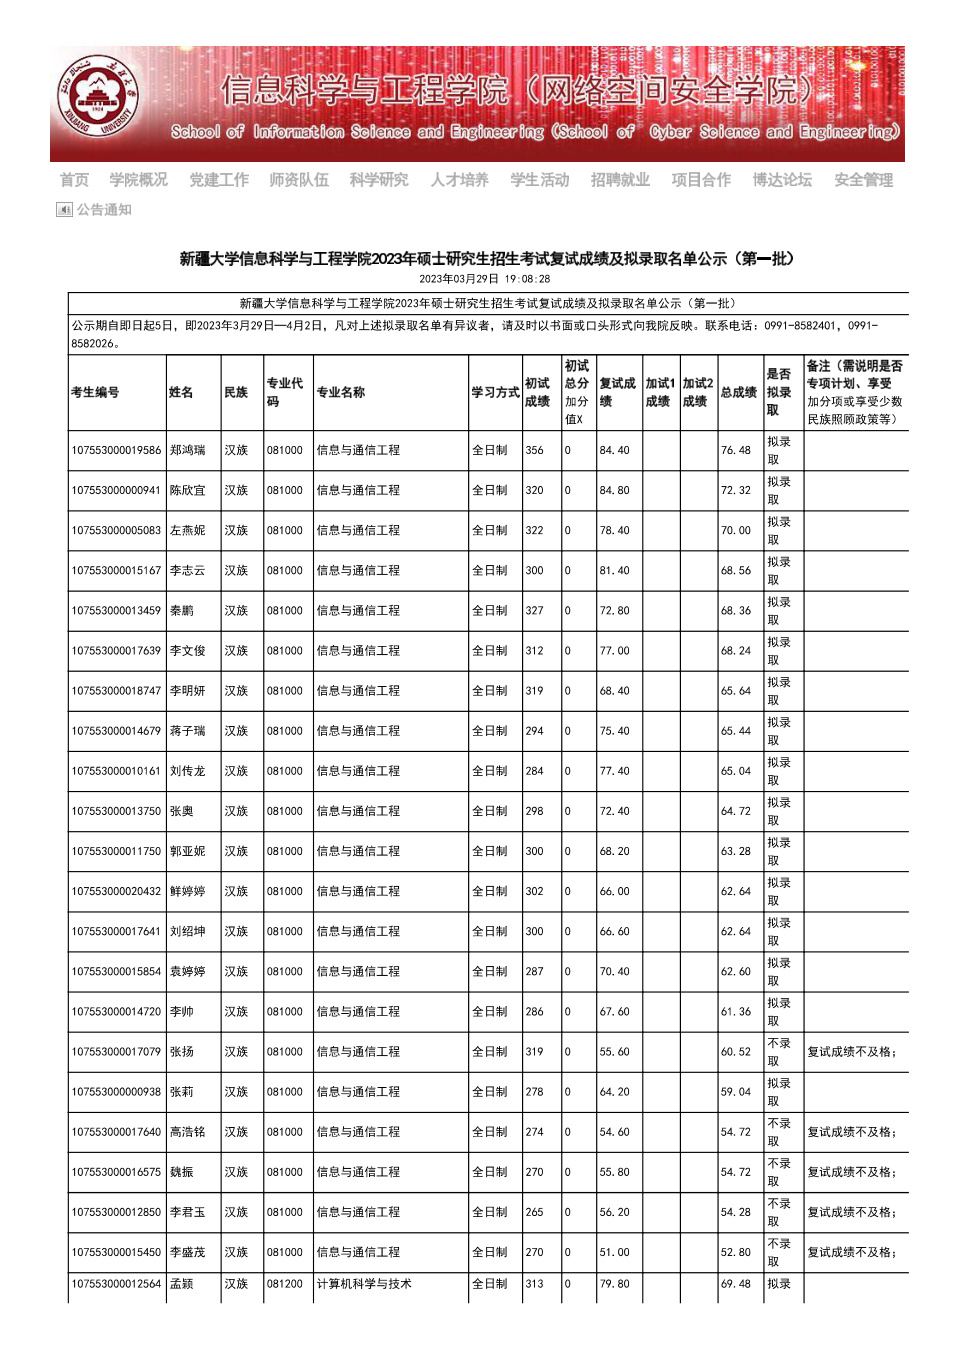 信息科学与工程学院（网络空间安全学院）
School of Information Science and Engineering (School of Cyber Science and Engineering)
XINJIANG UNIVERSITY
1924
首页 学院概况 党建工作 师资队伍 科学研究 人才培养 学生活动 招聘就业 项目合作 博达论坛 安全管理
公告通知
新疆大学信息科学与工程学院2023年硕士研究生招生考试复试成绩及拟录取名单公示（第一批）
2023年03月29日 19:08:28
新疆大学信息科学与工程学院2023年硕士研究生招生考试复试成绩及拟录取名单公示（第一批）
公示期自即日起5日，即2023年3月29日—4月2日，凡对上述拟录取名单有异议者，请及时以书面或口头形式向我院反映。联系电话：0991-8582401，0991-
8582026。
考生编号 姓名 民族 专业代码 专业名称 学习方式 初试成绩 初试总分加分值X 复试成绩 加试1成绩 加试2成绩 总成绩 是否拟录取 备注（需说明是否专项计划、享受加分项或享受少数民族照顾政策等）
107553000019586 郑鸿瑞 汉族 081000 信息与通信工程 全日制 356 0 84.40 76.48 拟录取
107553000000941 陈欣宜 汉族 081000 信息与通信工程 全日制 320 0 84.80 72.32 拟录取
107553000005083 左燕妮 汉族 081000 信息与通信工程 全日制 322 0 78.40 70.00 拟录取
107553000015167 李志云 汉族 081000 信息与通信工程 全日制 300 0 81.40 68.56 拟录取
107553000013459 秦鹏 汉族 081000 信息与通信工程 全日制 327 0 72.80 68.36 拟录取
107553000017639 李文俊 汉族 081000 信息与通信工程 全日制 312 0 77.00 68.24 拟录取
107553000018747 李明妍 汉族 081000 信息与通信工程 全日制 319 0 68.40 65.64 拟录取
107553000014679 蒋子瑞 汉族 081000 信息与通信工程 全日制 294 0 75.40 65.44 拟录取
107553000010161 刘传龙 汉族 081000 信息与通信工程 全日制 284 0 77.40 65.04 拟录取
107553000013750 张奥 汉族 081000 信息与通信工程 全日制 298 0 72.40 64.72 拟录取
107553000011750 郭亚妮 汉族 081000 信息与通信工程 全日制 300 0 68.20 63.28 拟录取
107553000020432 鲜婷婷 汉族 081000 信息与通信工程 全日制 302 0 66.00 62.64 拟录取
107553000017641 刘绍坤 汉族 081000 信息与通信工程 全日制 300 0 66.60 62.64 拟录取
107553000015854 袁婷婷 汉族 081000 信息与通信工程 全日制 287 0 70.40 62.60 拟录取
107553000014720 李帅 汉族 081000 信息与通信工程 全日制 286 0 67.60 61.36 拟录取
107553000017079 张扬 汉族 081000 信息与通信工程 全日制 319 0 55.60 60.52 不录取 复试成绩不及格；
107553000000938 张莉 汉族 081000 信息与通信工程 全日制 278 0 64.20 59.04 拟录取
107553000017640 高浩铭 汉族 081000 信息与通信工程 全日制 274 0 54.60 54.72 不录取 复试成绩不及格；
107553000016575 魏振 汉族 081000 信息与通信工程 全日制 270 0 55.80 54.72 不录取 复试成绩不及格；
107553000012850 李君玉 汉族 081000 信息与通信工程 全日制 265 0 56.20 54.28 不录取 复试成绩不及格；
107553000015450 李盛茂 汉族 081000 信息与通信工程 全日制 270 0 51.00 52.80 不录取 复试成绩不及格；
107553000012564 孟颖 汉族 081200 计算机科学与技术 全日制 313 0 79.80 69.48 拟录